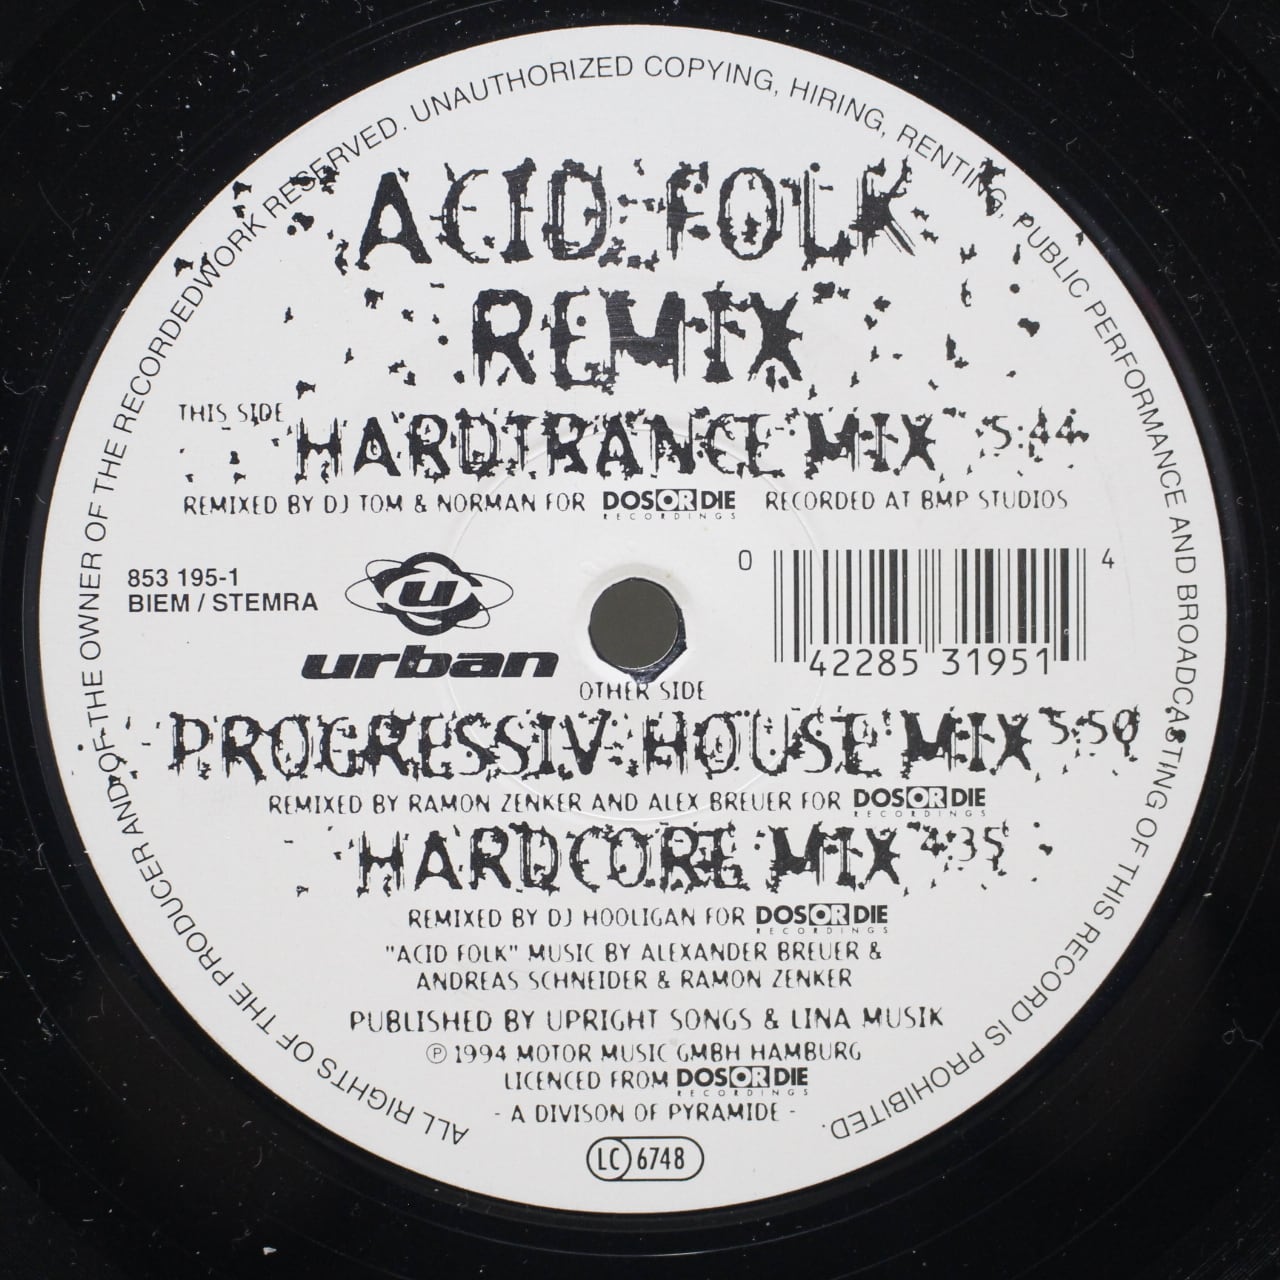 ALL RIGHTS OF THE PRODUCER AND OF THE OWNER OF THE RECORDEDWORK RESERVED. UNAUTHORIZED COPYING, HIRING, RENTING, PUBLIC PERFORMANCE AND BROADCASTING OF THIS RECORD IS PROHIBITED.
ACID FOLK
REMIX
THIS SIDE
HARDTRANCE MIX 5:44
REMIXED BY DJ TOM & NORMAN FOR DOS OR DIE RECORDINGS RECORDED AT BMP STUDIOS
853 195-1
BIEM / STEMRA
u
urban
0 42285 31951 4
OTHER SIDE
PROGRESSIV HOUSE MIX 5:50
REMIXED BY RAMON ZENKER AND ALEX BREUER FOR DOS OR DIE RECORDINGS
HARDCORE MIX 4:35
REMIXED BY DJ HOOLIGAN FOR DOS OR DIE RECORDINGS
"ACID FOLK" MUSIC BY ALEXANDER BREUER &
ANDREAS SCHNEIDER & RAMON ZENKER
PUBLISHED BY UPRIGHT SONGS & LINA MUSIK
℗ 1994 MOTOR MUSIC GMBH HAMBURG
LICENCED FROM DOS OR DIE RECORDINGS
- A DIVISON OF PYRAMIDE -
LC 6748